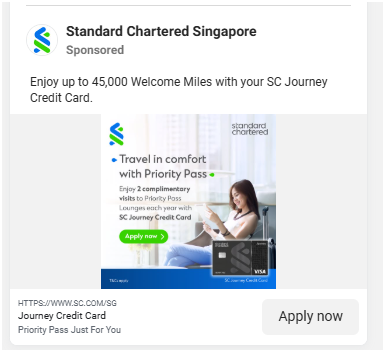 Standard Chartered Singapore
Sponsored
Enjoy up to 45,000 Welcome Miles with your SC Journey
Credit Card.
standard
chartered
Travel in comfort
with Priority Pass
Enjoy 2 complimentary
visits to Priority Pass
Lounges each year with
SC Journey Credit Card
Apply now
VISA
T&Cs apply
SC Journey Credit Card
HTTPS://WWW.SC.COM/SG
Journey Credit Card
Priority Pass Just For You
Apply now